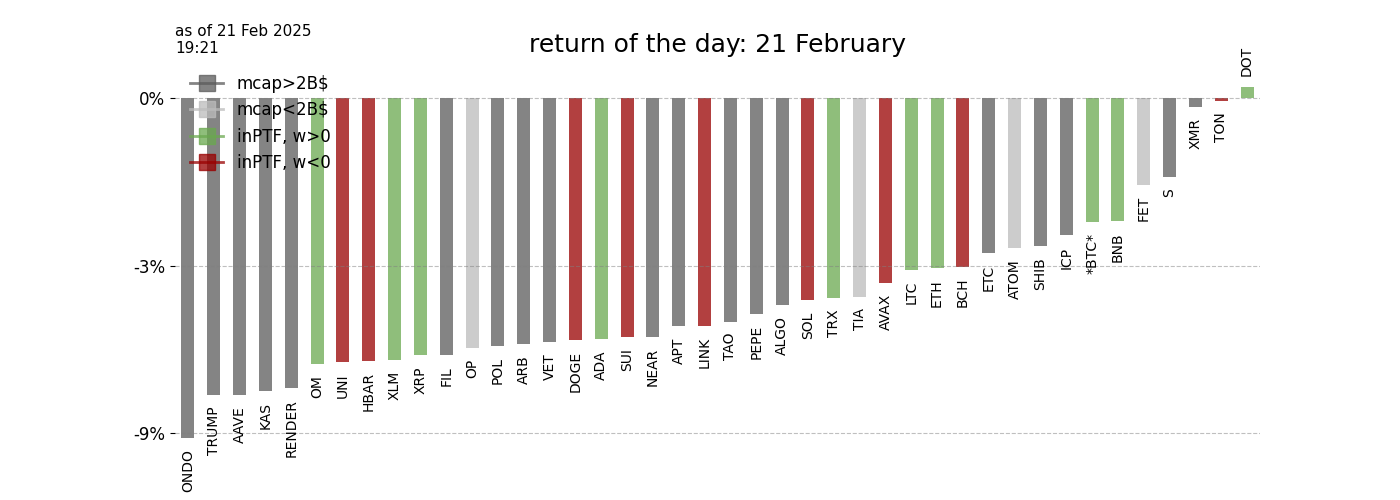 as of 21 Feb 2025
19:21
return of the day: 21 February
mcap>2B$
mcap<2B$
inPTF, w>0
inPTF, w<0
0%
-3%
-9%
ONDO
TRUMP
AAVE
KAS
RENDER
OM
UNI
HBAR
XLM
XRP
FIL
OP
POL
ARB
VET
DOGE
ADA
SUI
NEAR
APT
LINK
TAO
PEPE
ALGO
SOL
TRX
TIA
AVAX
LTC
ETH
BCH
ETC
ATOM
SHIB
ICP
*BTC*
BNB
FET
S
XMR
TON
DOT